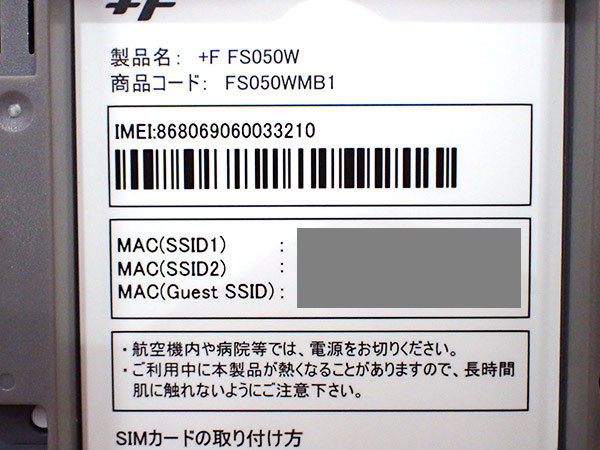 +F
製品名: +F FS050W
商品コード: FS050WMB1
IMEI:868069060033210
MAC(SSID1) :
MAC(SSID2) :
MAC(Guest SSID) :
・航空機内や病院等では、電源をお切りください。
・ご利用中に本製品が熱くなることがありますので、長時間
肌に触れないようにご注意下さい。
SIMカードの取り付け方